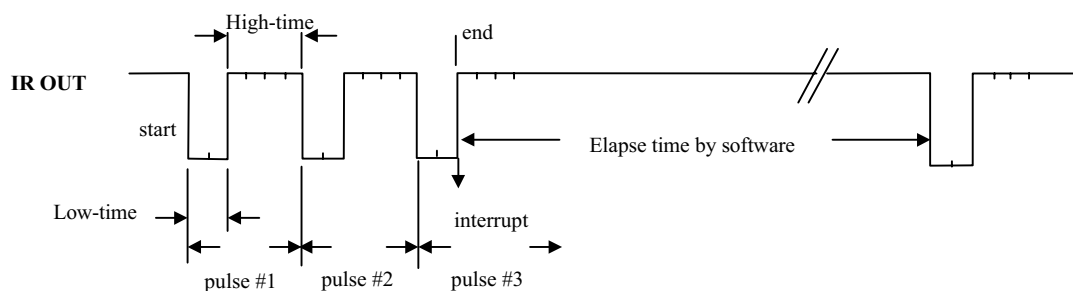 High-time
end
IR OUT
start
Elapse time by software
Low-time
interrupt
pulse #1
pulse #2
pulse #3